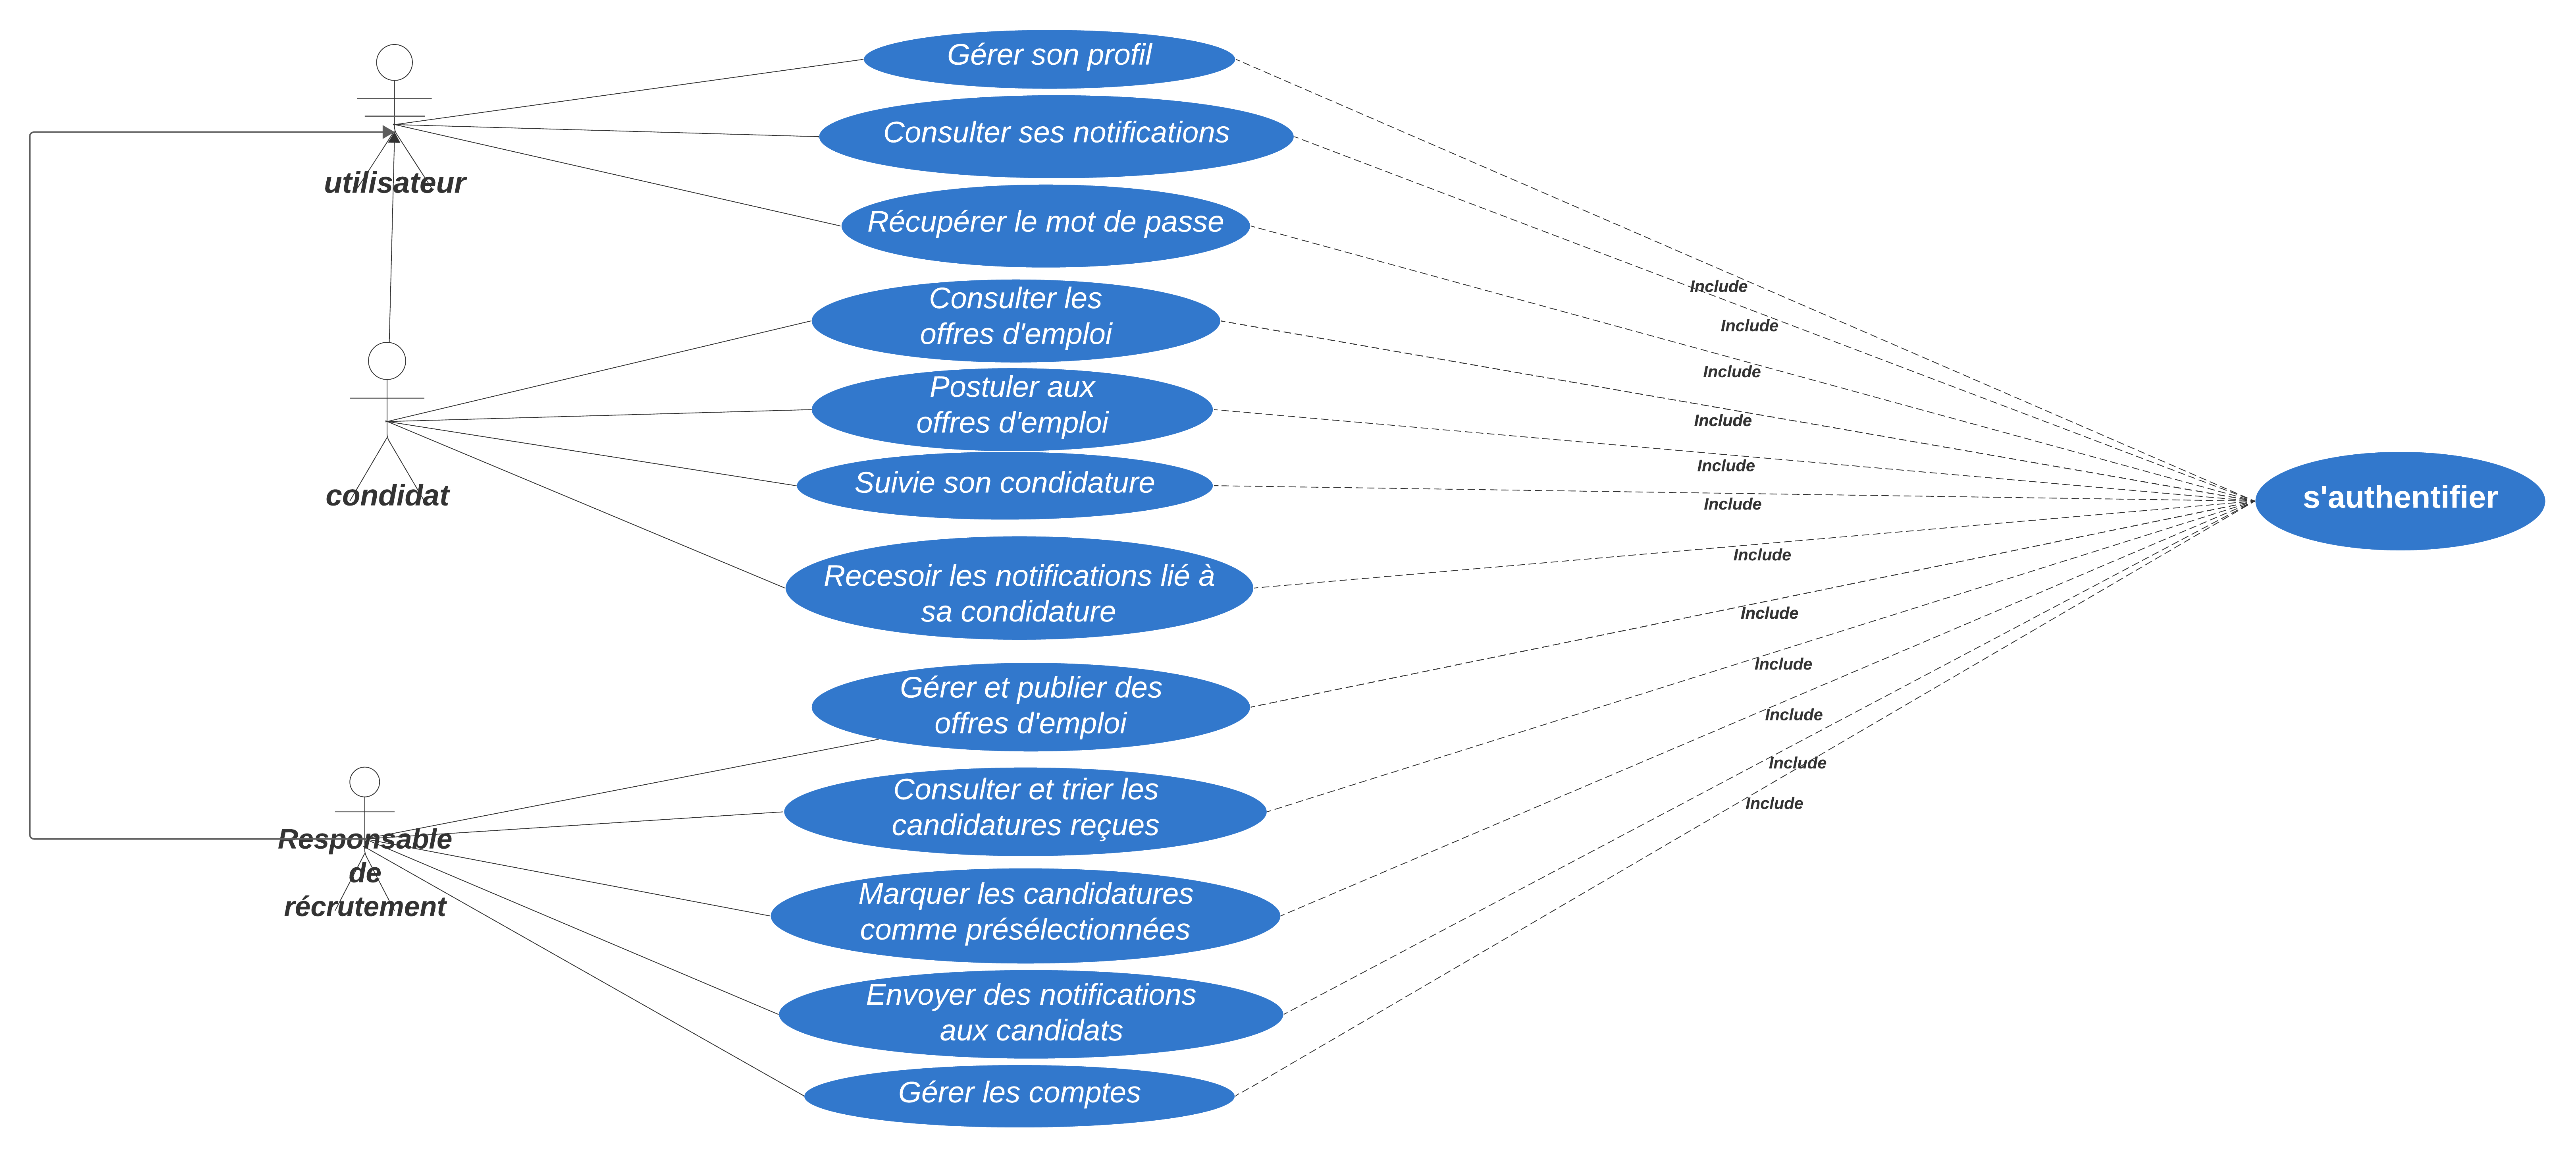 Gérer son profil
Consulter ses notifications
utilisateur
Récupérer le mot de passe
Include
Consulter les
offres d'emploi
Include
Include
Postuler aux
offres d'emploi
Include
Include
condidat
Suivie son condidature
Include
s'authentifier
Include
Recesoir les notifications lié à
sa condidature
Include
Include
Gérer et publier des
offres d'emploi
Include
Include
Consulter et trier les
candidatures reçues
Include
Responsable
de
récrutement
Marquer les candidatures
comme présélectionnées
Envoyer des notifications
aux candidats
Gérer les comptes